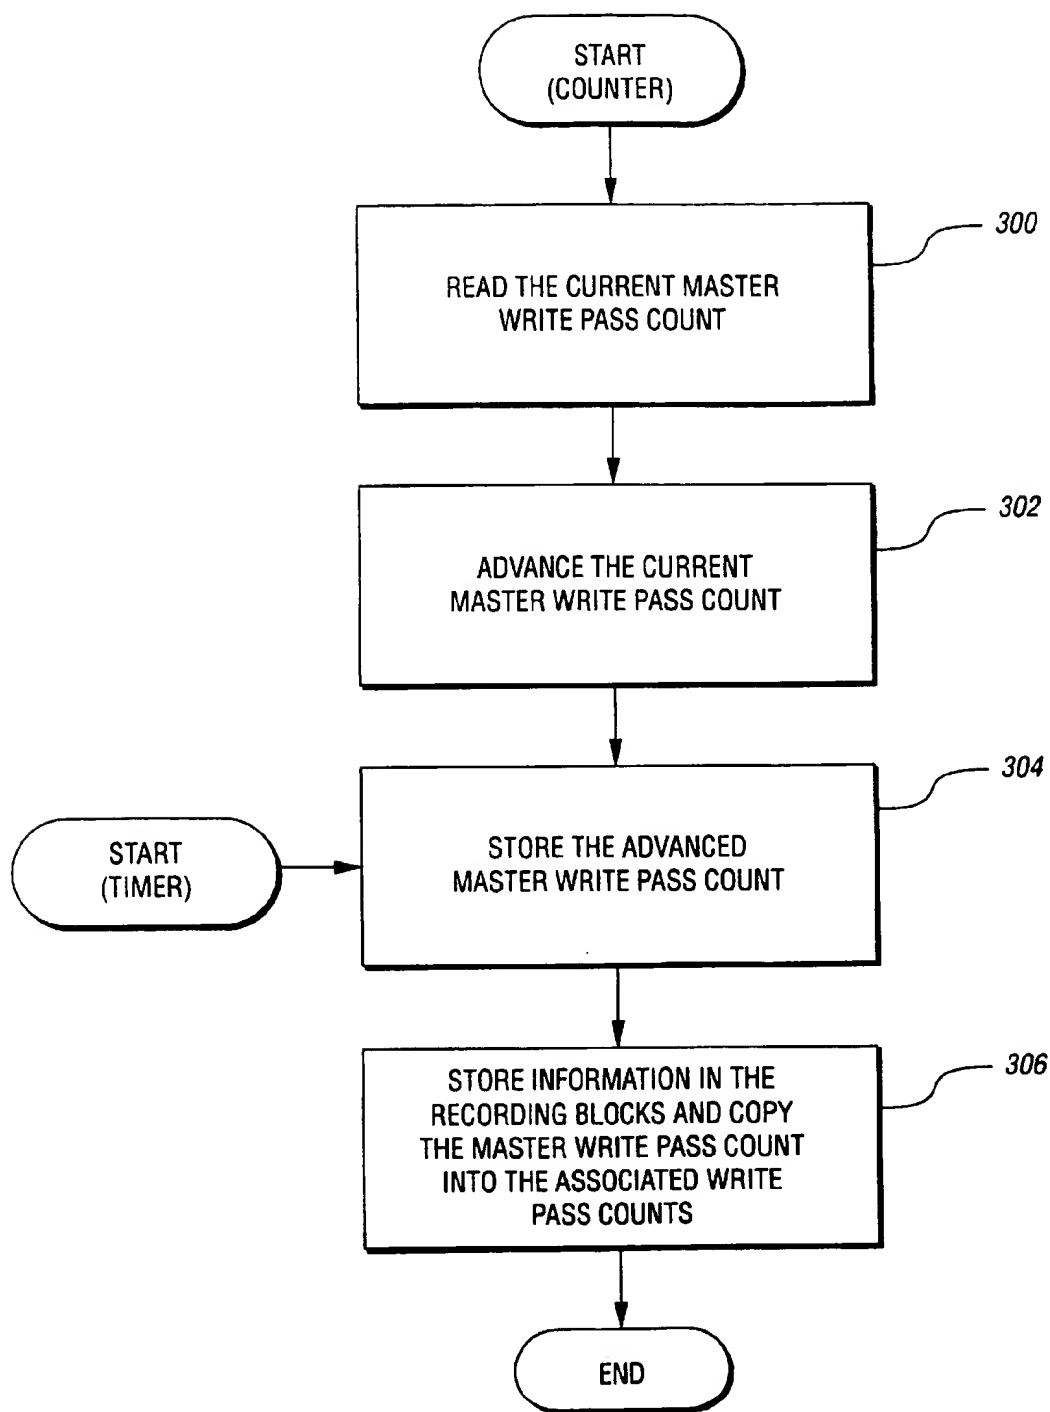 START
(COUNTER)
300
READ THE CURRENT MASTER
WRITE PASS COUNT
302
ADVANCE THE CURRENT
MASTER WRITE PASS COUNT
304
START
(TIMER)
STORE THE ADVANCED
MASTER WRITE PASS COUNT
306
STORE INFORMATION IN THE
RECORDING BLOCKS AND COPY
THE MASTER WRITE PASS COUNT
INTO THE ASSOCIATED WRITE
PASS COUNTS
END